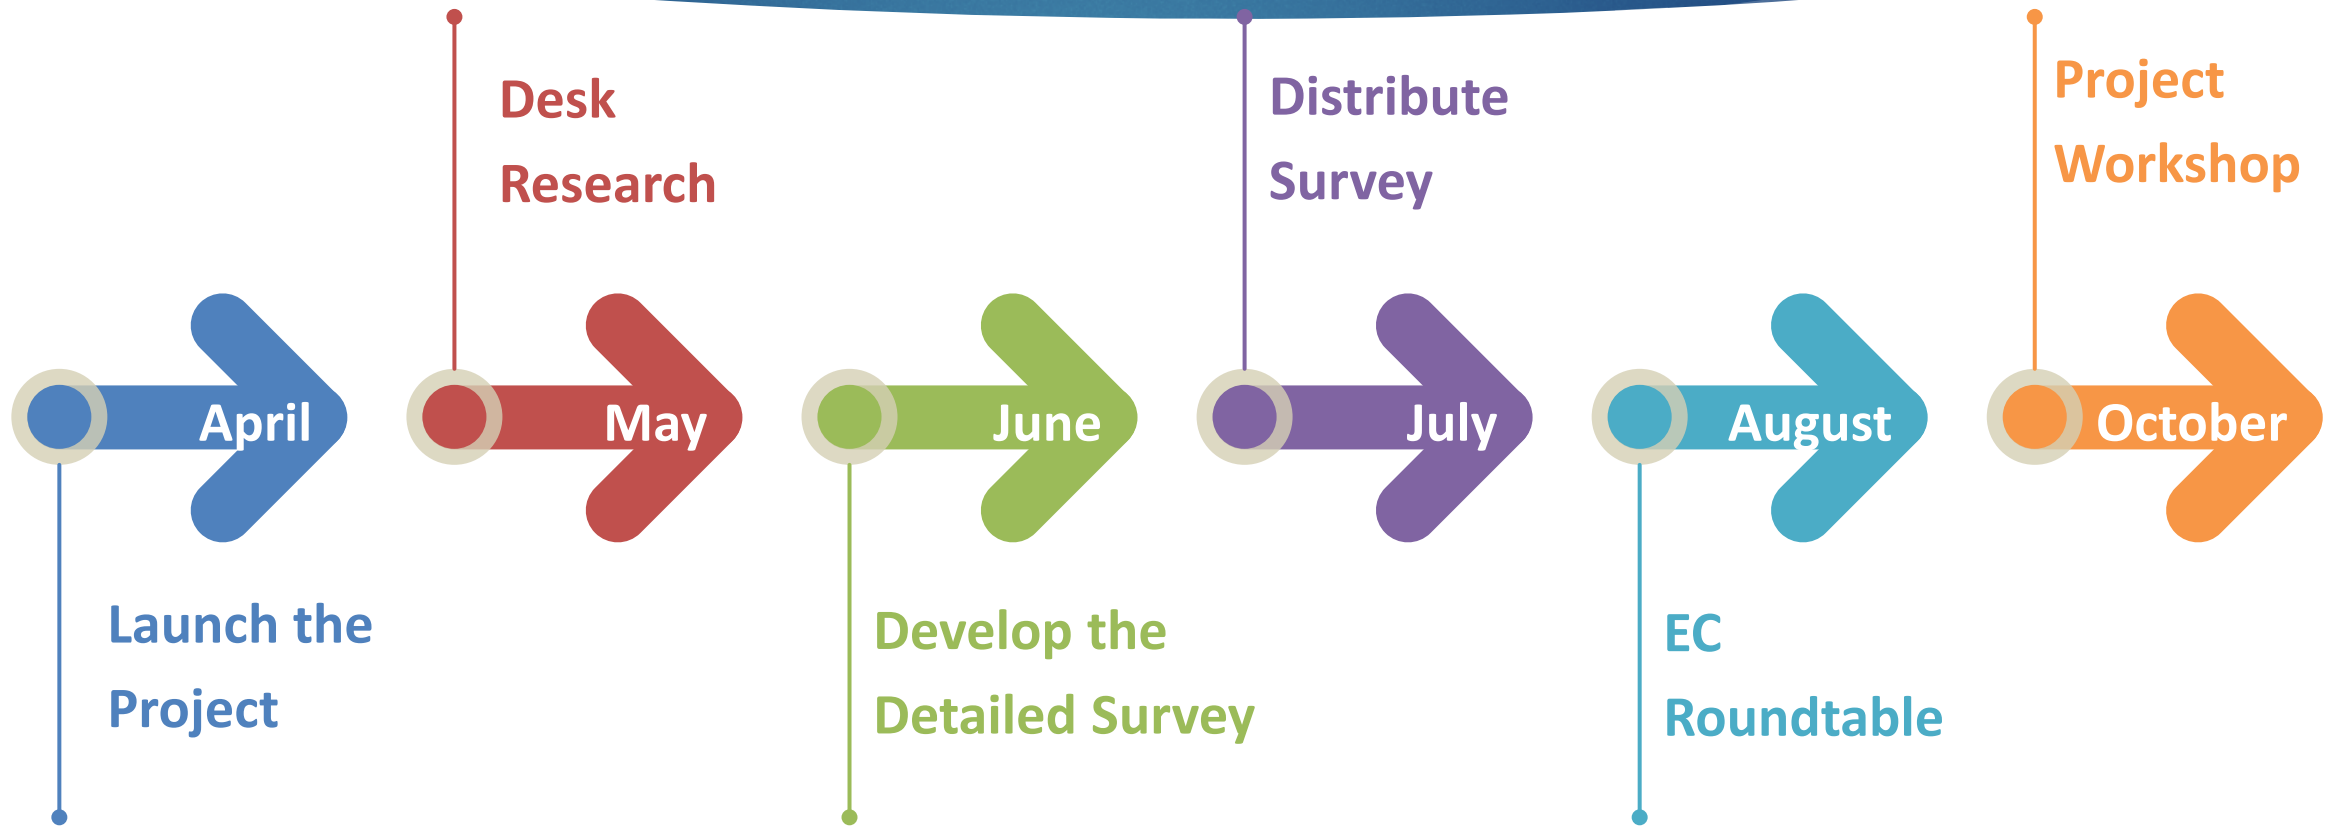 Desk
Research
Distribute
Survey
Project
Workshop
April
May
June
July
August
October
Launch the
Project
Develop the
Detailed Survey
EC
Roundtable